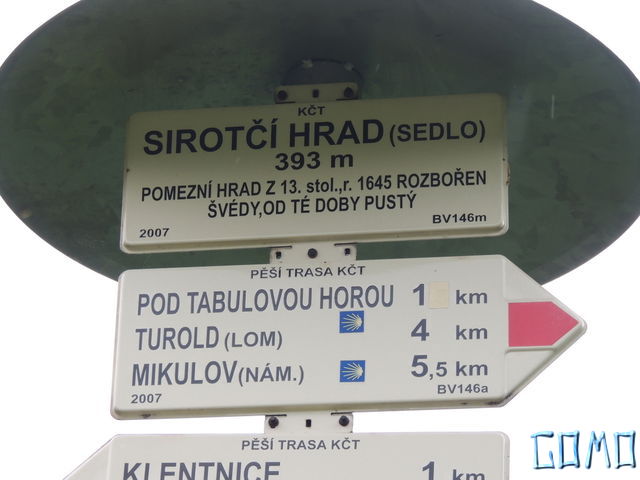 KČT
SIROTČÍ HRAD (SEDLO)
393 m
POMEZNÍ HRAD Z 13. stol.,r. 1645 ROZBOŘEN
ŠVÉDY,OD TÉ DOBY PUSTÝ
2007 BV146m
PĚŠÍ TRASA KČT
POD TABULOVOU HOROU 1 km
TUROLD (LOM) 4 km
MIKULOV (NÁM.) 5,5 km
2007 BV146a
PĚŠÍ TRASA KČT
KLENTNICE 1 km
GOMO